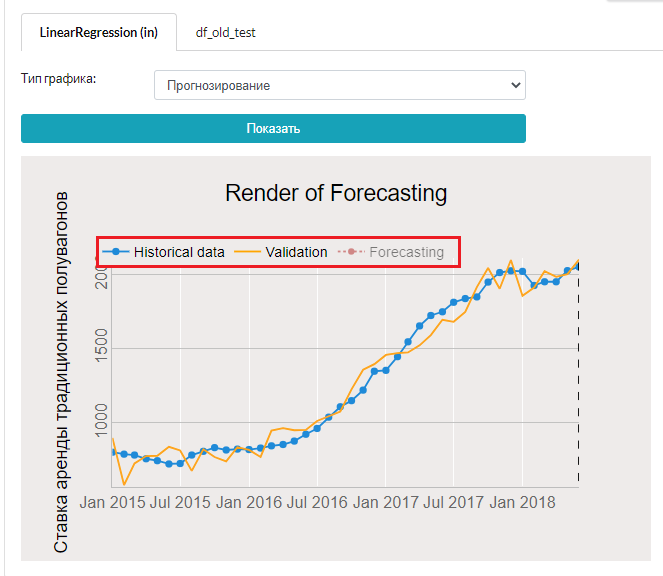 LinearRegression (in)
df_old_test
Тип графика:
Прогнозирование
Показать
Render of Forecasting
Historical data
Validation
Forecasting
Ставка аренды традиционных полувагонов
2000
1500
1000
Jan 2015
Jul 2015
Jan 2016
Jul 2016
Jan 2017
Jul 2017
Jan 2018